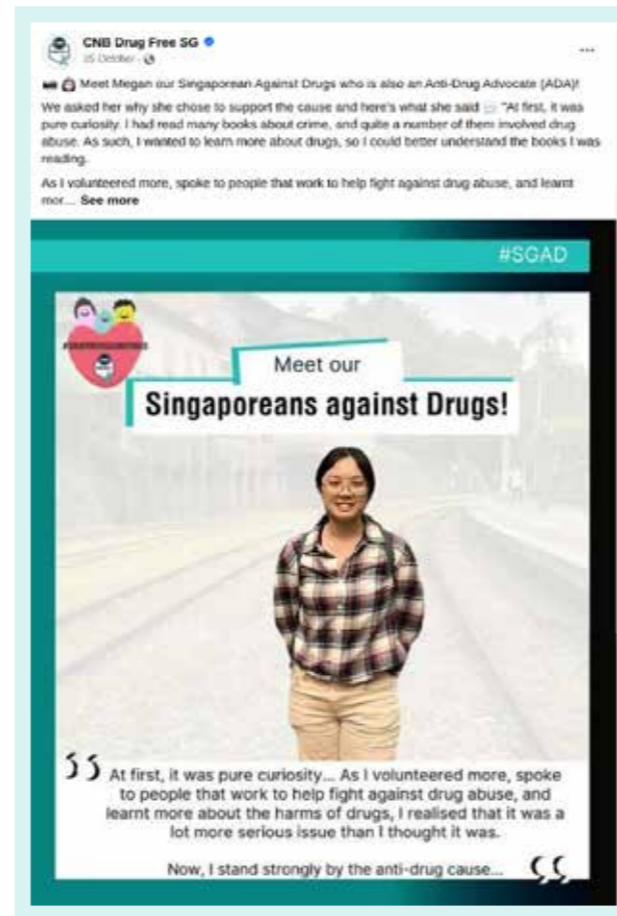 CNB Drug Free SG
25 October
Meet Megan our Singaporean Against Drugs who is also an Anti-Drug Advocate (ADA)!
We asked her why she chose to support the cause and here's what she said "At first, it was
pure curiosity. I had read many books about crime, and quite a number of them involved drug
abuse. As such, I wanted to learn more about drugs, so I could better understand the books I was
reading.
As I volunteered more, spoke to people that work to help fight against drug abuse, and learnt
mor... See more
#SGAD
Meet our
Singaporeans against Drugs!
At first, it was pure curiosity... As I volunteered more, spoke
to people that work to help fight against drug abuse, and
learnt more about the harms of drugs, I realised that it was a
lot more serious issue than I thought it was.
Now, I stand strongly by the anti-drug cause...